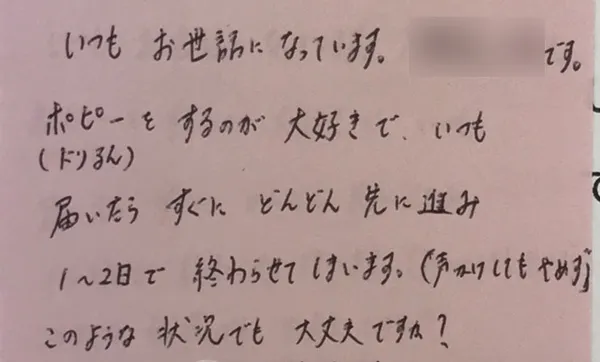 いつも お世話になっています。 です。
ポピーを するのが 大好きで、いつも
(ドリるん)
届いたら すぐに どんどん 先に進み
1〜2日で 終わらせてしまいます。(声かけしてもやめず)
このような 状況でも 大丈夫ですか?